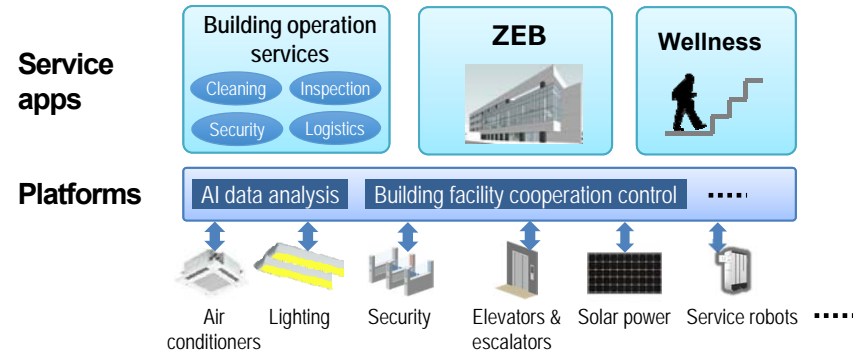 Service
apps
Building operation
services
Cleaning
Inspection
Security
Logistics
ZEB
Wellness
Platforms
AI data analysis
Building facility cooperation control
Air
conditioners
Lighting
Security
Elevators &
escalators
Solar power
Service robots